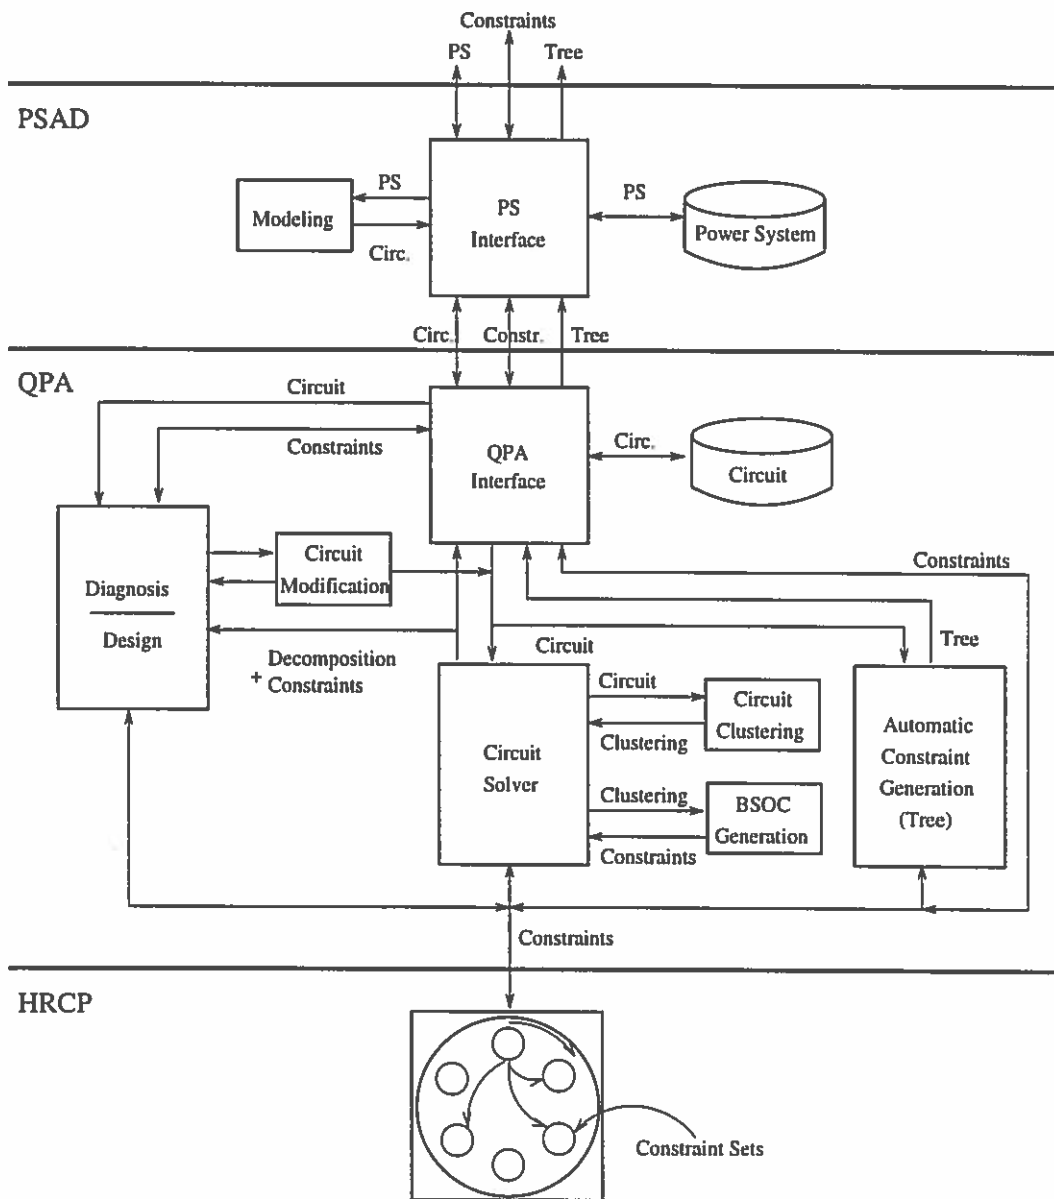 Constraints
PS
Tree
PSAD
PS
Modeling
Circ.
PS
Interface
PS
Power System
Circ.
Constr.
Tree
QPA
Circuit
Constraints
QPA
Interface
Circ.
Circuit
Circuit
Modification
Constraints
Diagnosis
Design
Decomposition
+ Constraints
Circuit
Tree
Circuit
Clustering
Circuit
Clustering
Circuit
Solver
Automatic
Constraint
Generation
(Tree)
Clustering
Constraints
BSOC
Generation
Constraints
HRCP
Constraint Sets